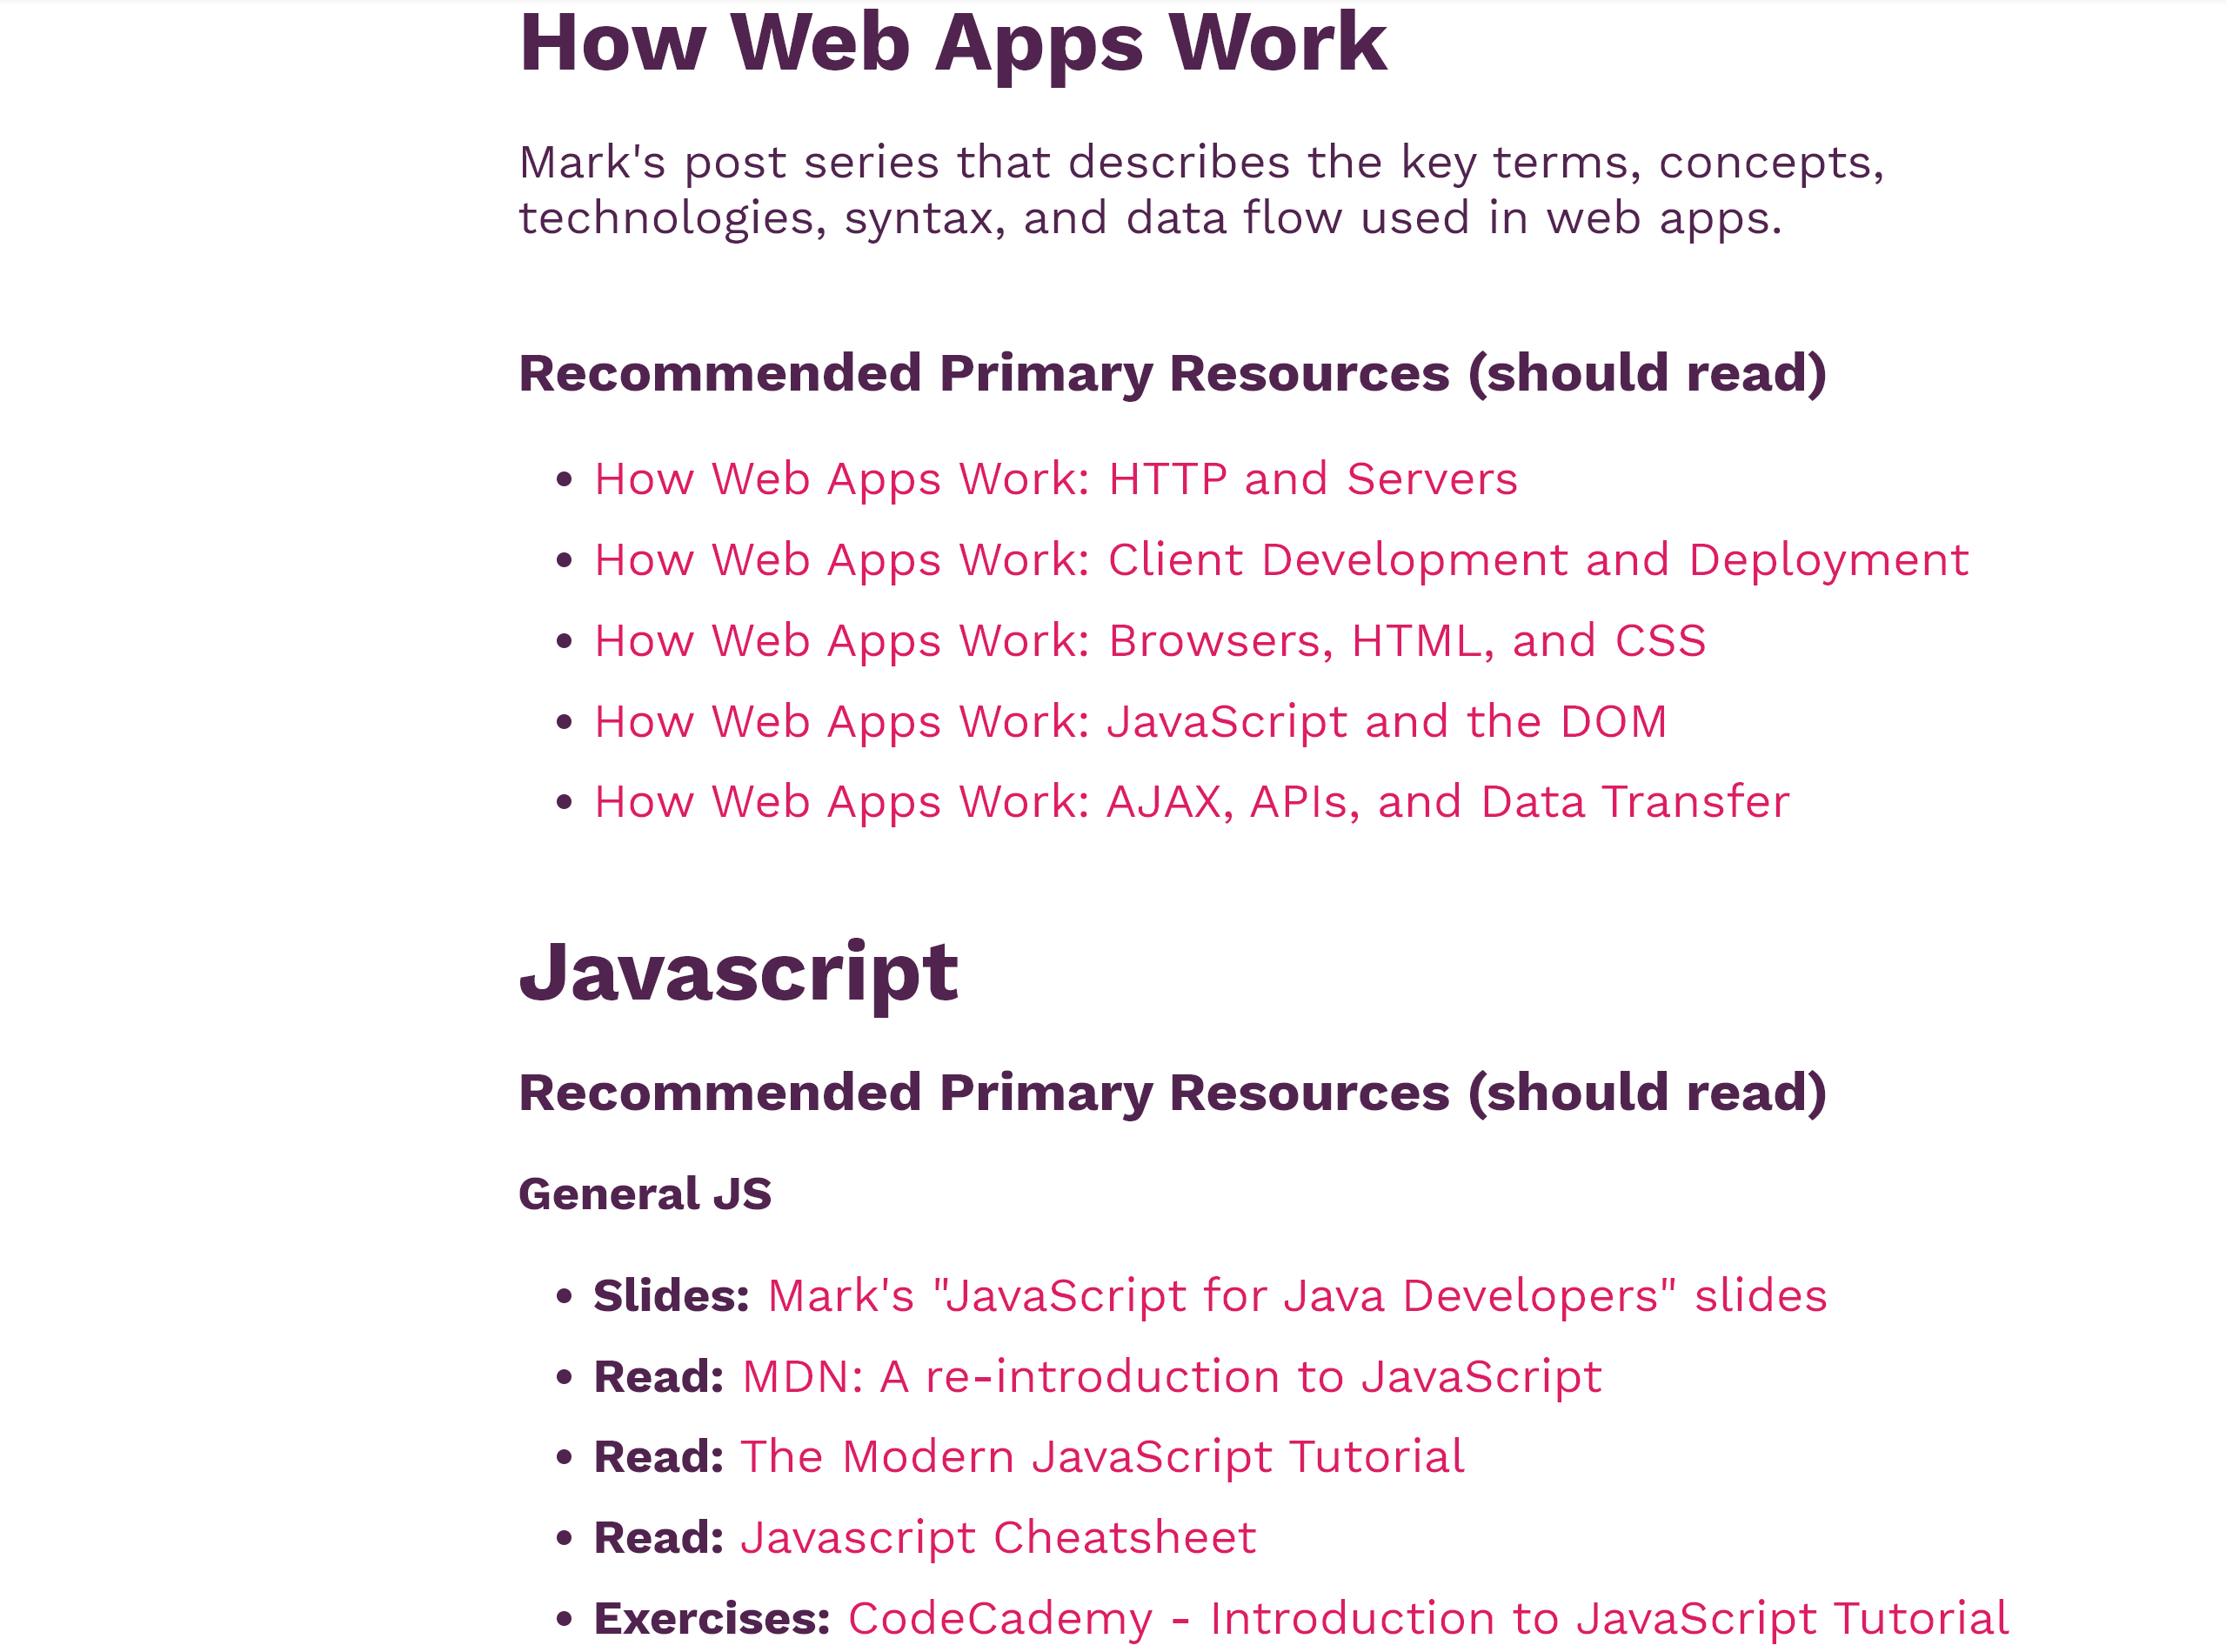 How Web Apps Work
Mark's post series that describes the key terms, concepts,
technologies, syntax, and data flow used in web apps.
Recommended Primary Resources (should read)
• How Web Apps Work: HTTP and Servers
• How Web Apps Work: Client Development and Deployment
• How Web Apps Work: Browsers, HTML, and CSS
• How Web Apps Work: JavaScript and the DOM
• How Web Apps Work: AJAX, APIs, and Data Transfer
Javascript
Recommended Primary Resources (should read)
General JS
• Slides: Mark's "JavaScript for Java Developers" slides
• Read: MDN: A re-introduction to JavaScript
• Read: The Modern JavaScript Tutorial
• Read: Javascript Cheatsheet
• Exercises: CodeCademy - Introduction to JavaScript Tutorial